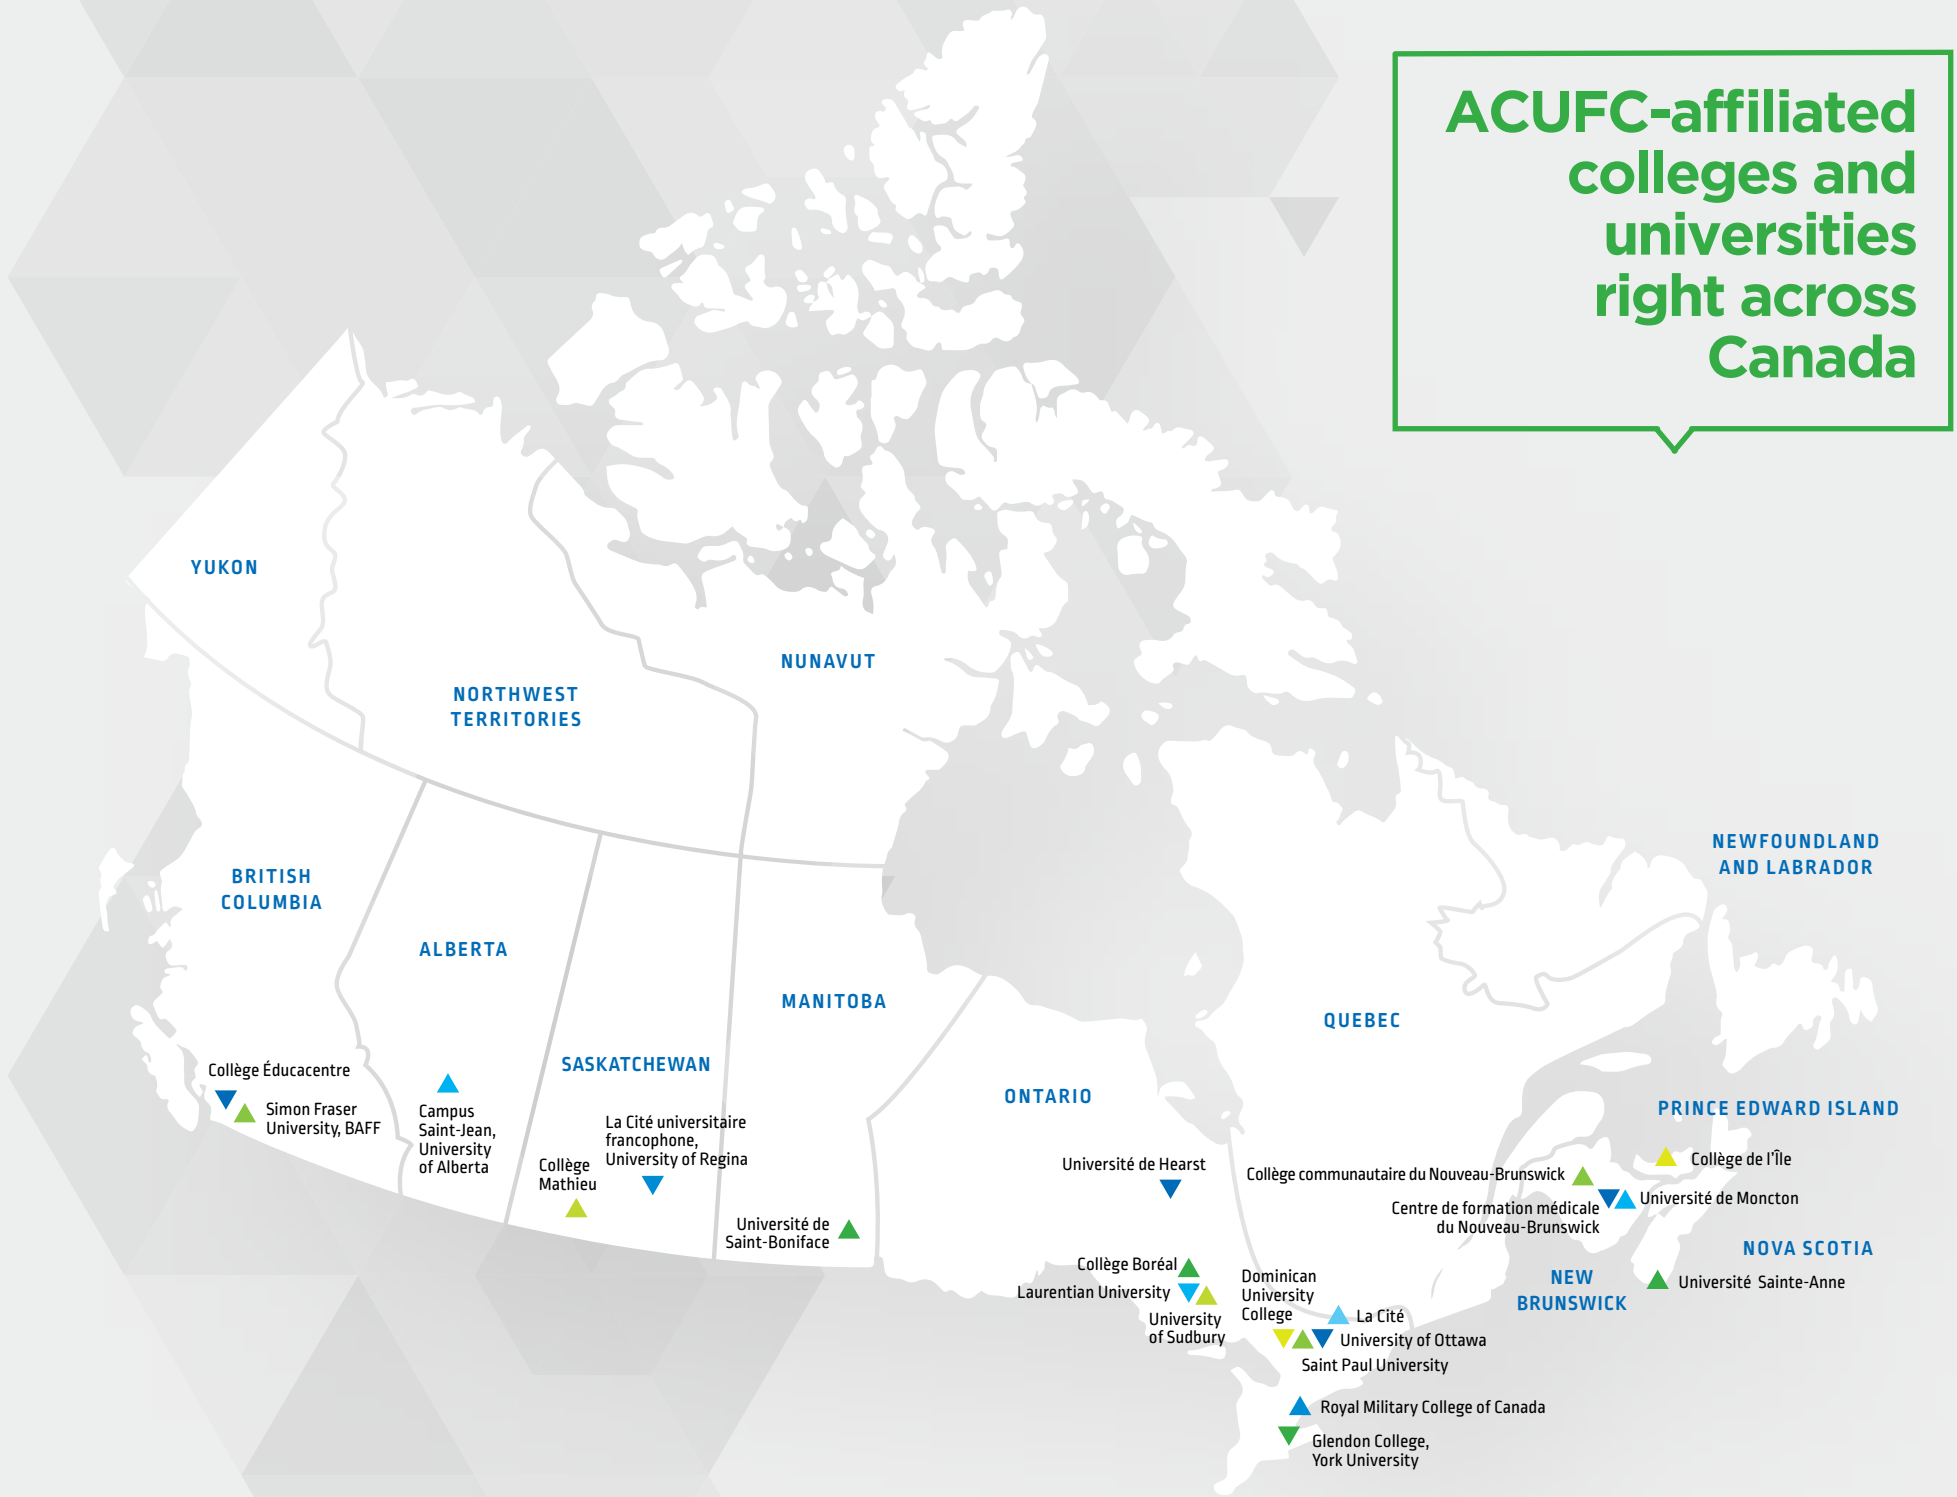 ACUFC-affiliated
colleges and
universities
right across
Canada
YUKON
NORTHWEST
TERRITORIES
NUNAVUT
BRITISH
COLUMBIA
ALBERTA
SASKATCHEWAN
MANITOBA
ONTARIO
QUEBEC
NEWFOUNDLAND
AND LABRADOR
PRINCE EDWARD ISLAND
NOVA SCOTIA
NEW
BRUNSWICK
Collège Éducacentre
Simon Fraser
University, BAFF
Campus
Saint-Jean,
University
of Alberta
Collège
Mathieu
La Cité universitaire
francophone,
University of Regina
Université de
Saint-Boniface
Université de Hearst
Collège Boréal
Laurentian University
University
of Sudbury
Dominican
University
College
La Cité
University of Ottawa
Saint Paul University
Royal Military College of Canada
Glendon College,
York University
Collège communautaire du Nouveau-Brunswick
Centre de formation médicale
du Nouveau-Brunswick
Université de Moncton
Collège de l'Île
Université Sainte-Anne